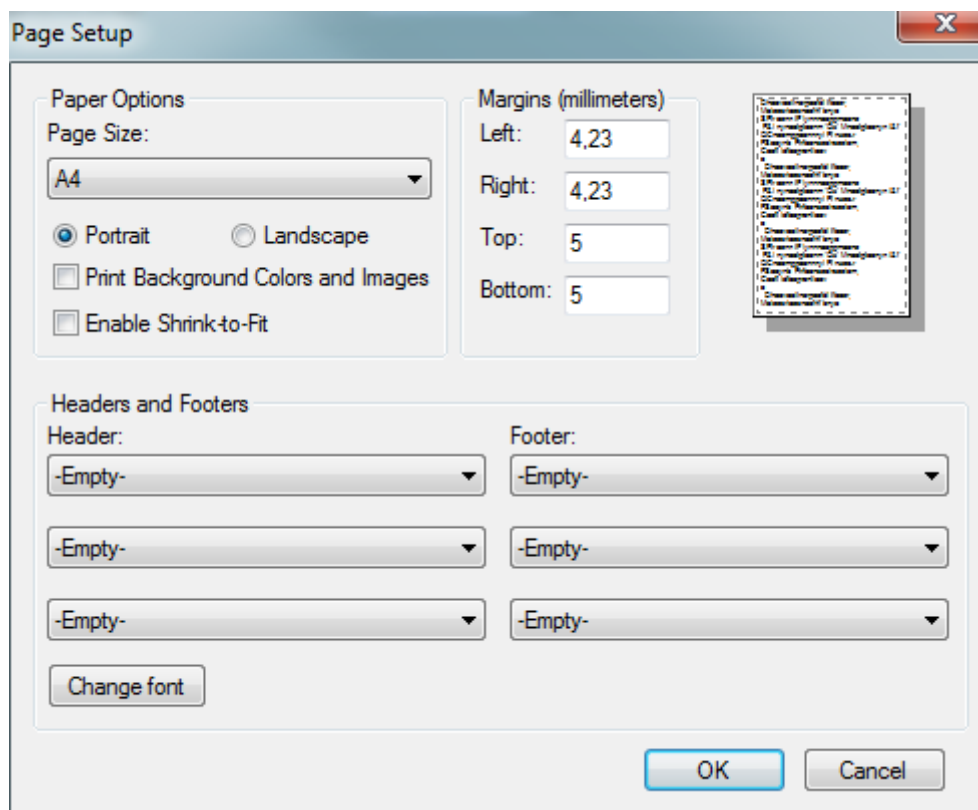 Page Setup
Paper Options
Page Size:
A4
Portrait
Landscape
Print Background Colors and Images
Enable Shrink-to-Fit
Margins (millimeters)
Left: 4,23
Right: 4,23
Top: 5
Bottom: 5
Headers and Footers
Header:
-Empty-
-Empty-
-Empty-
Footer:
-Empty-
-Empty-
-Empty-
Change font
OK
Cancel